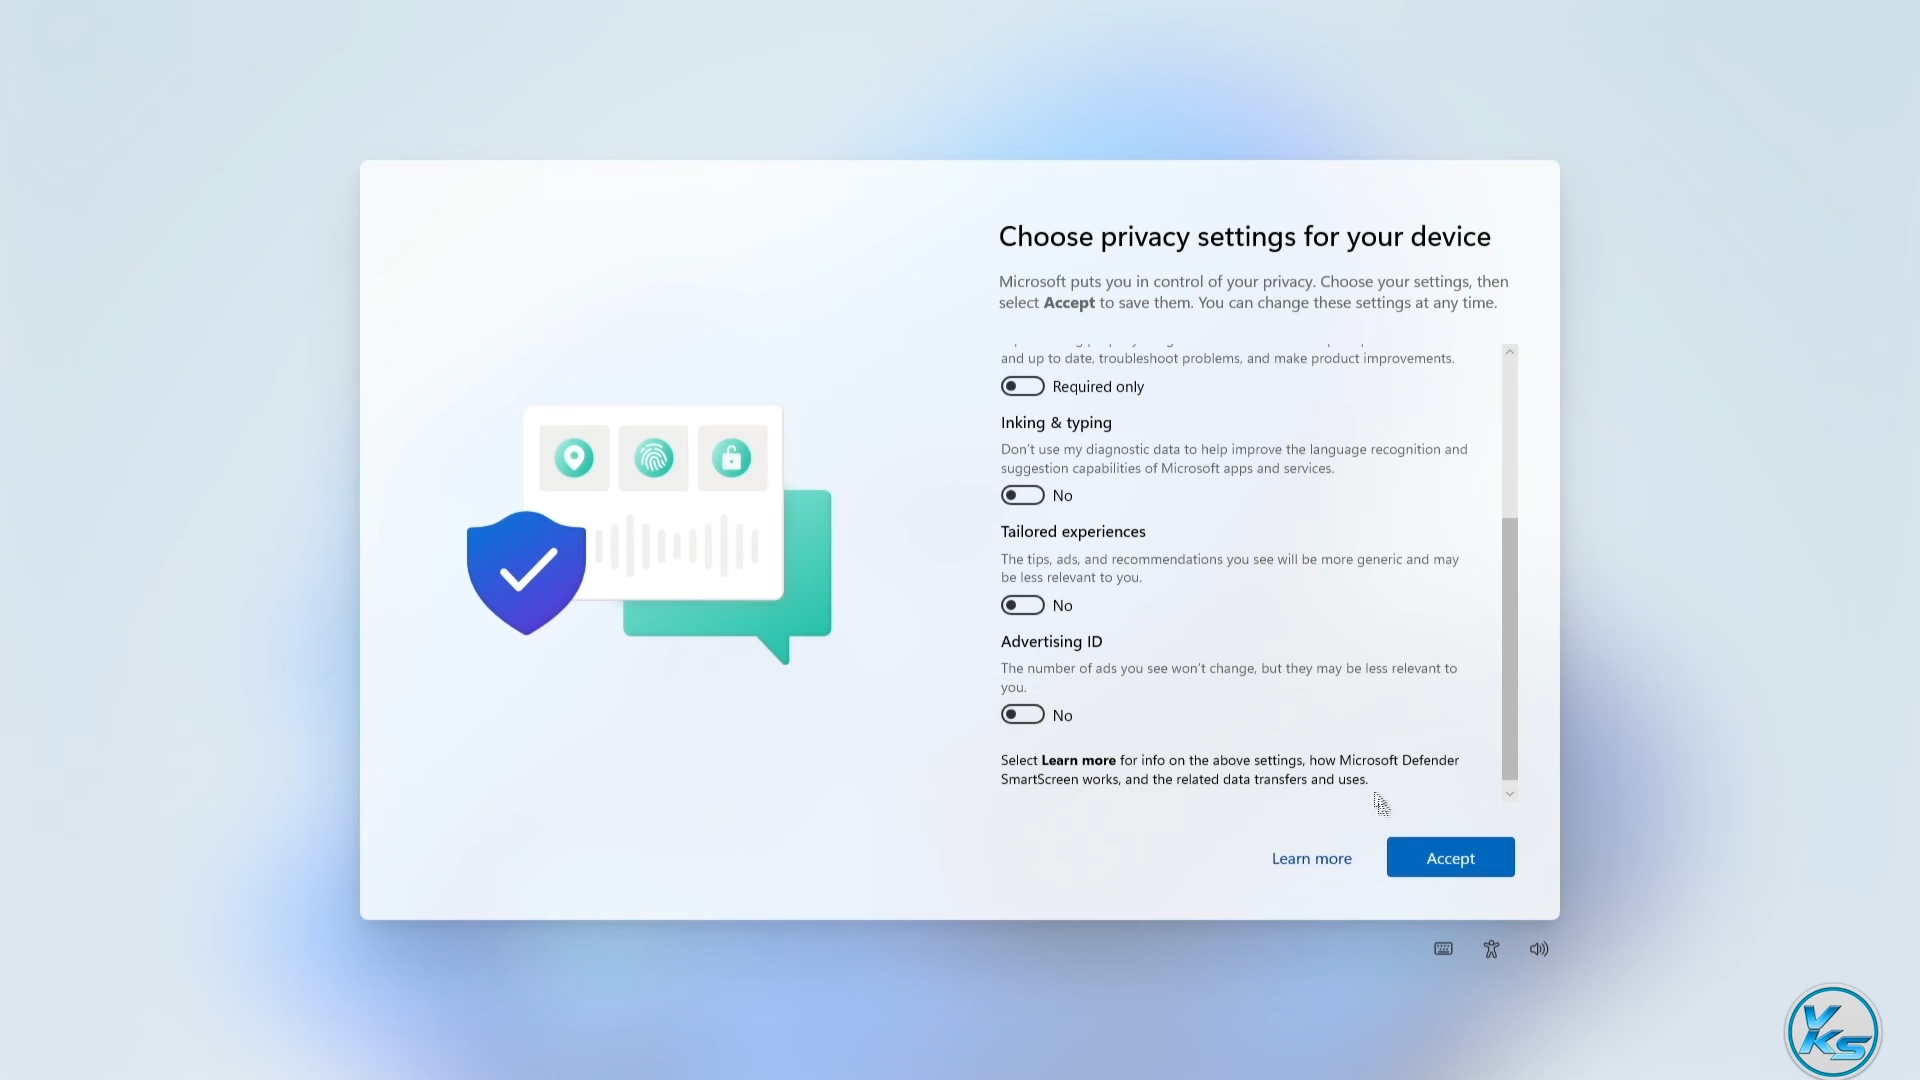 Choose privacy settings for your device
Microsoft puts you in control of your privacy. Choose your settings, then
select Accept to save them. You can change these settings at any time.
and up to date, troubleshoot problems, and make product improvements.
Required only
Inking & typing
Don't use my diagnostic data to help improve the language recognition and
suggestion capabilities of Microsoft apps and services.
No
Tailored experiences
The tips, ads, and recommendations you see will be more generic and may
be less relevant to you.
No
Advertising ID
The number of ads you see won't change, but they may be less relevant to
you.
No
Select Learn more for info on the above settings, how Microsoft Defender
SmartScreen works, and the related data transfers and uses.
Learn more
Accept
VKS